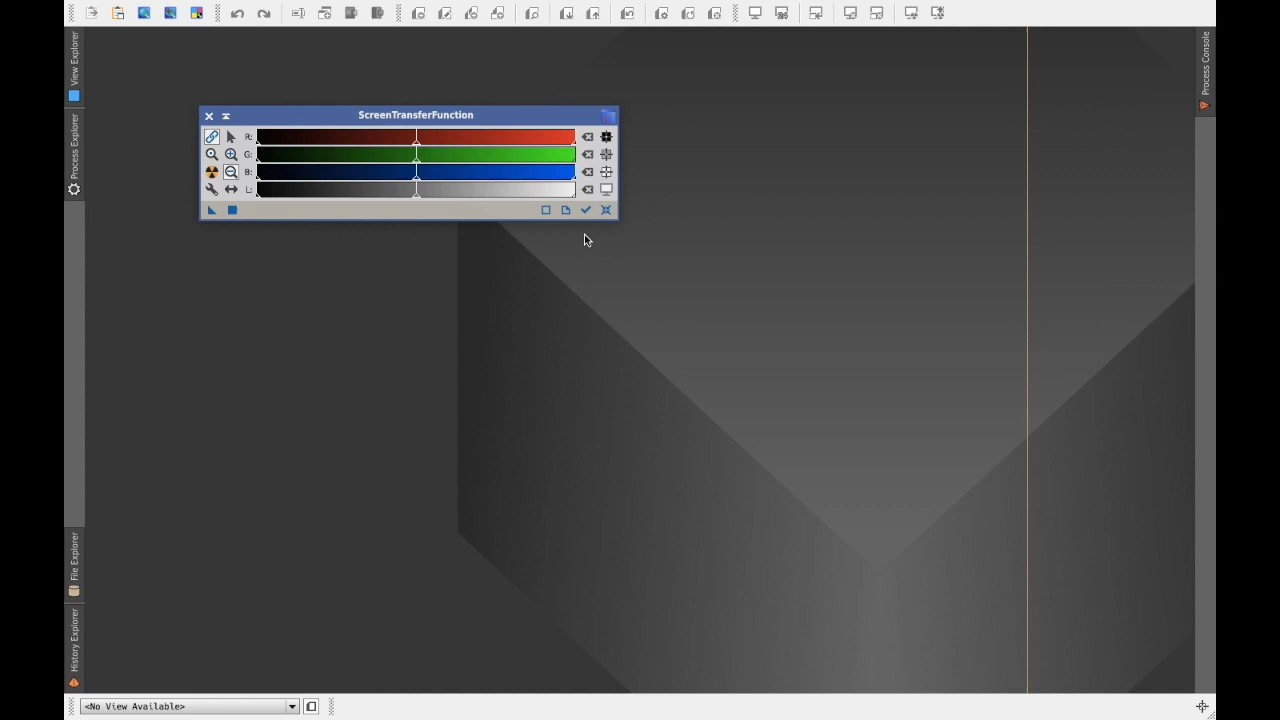 View Explorer
Process Explorer
File Explorer
History Explorer
ScreenTransferFunction
R:
G:
B:
L:
Process Console
<No View Available>